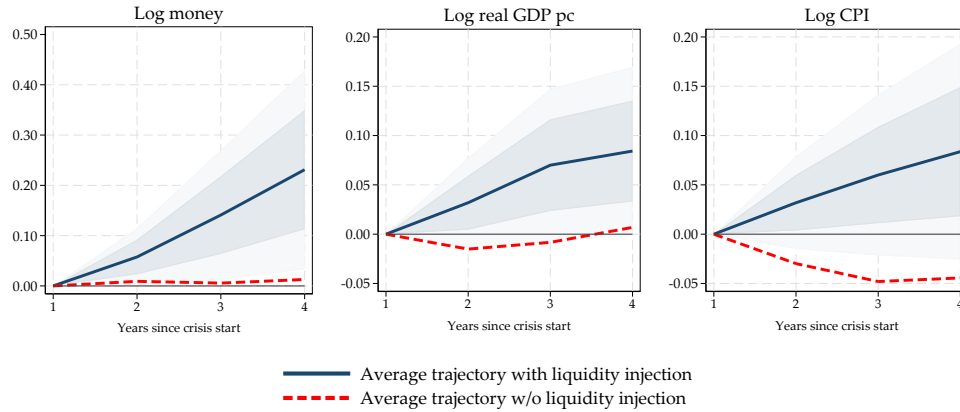 Log money
0.50
0.40
0.30
0.20
0.10
0.00
1 2 3 4
Years since crisis start
Log real GDP pc
0.20
0.15
0.10
0.05
0.00
-0.05
1 2 3 4
Years since crisis start
Log CPI
0.20
0.15
0.10
0.05
0.00
-0.05
1 2 3 4
Years since crisis start
Average trajectory with liquidity injection
Average trajectory w/o liquidity injection